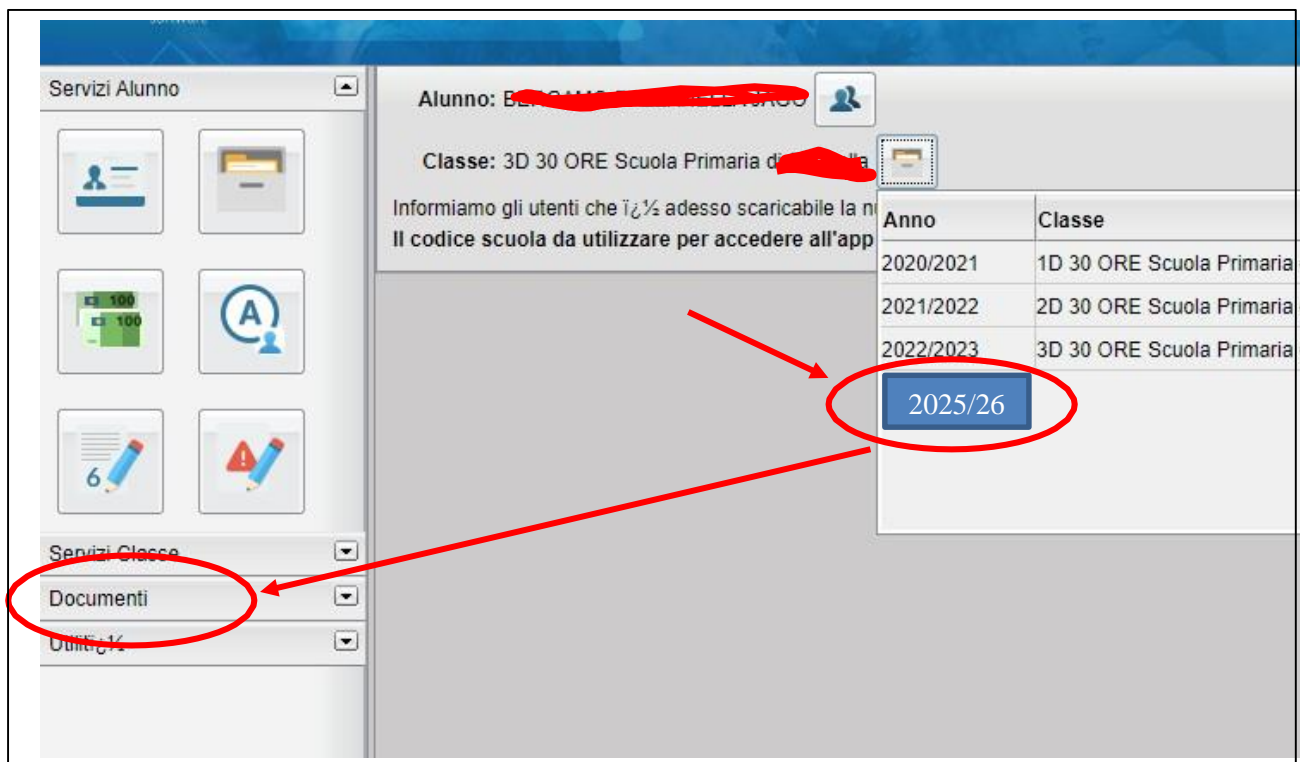 Servizi Alunno
Alunno:
Classe: 3D 30 ORE Scuola Primaria
Informiamo gli utenti che ï¿½ adesso scaricabile la
Il codice scuola da utilizzare per accedere all'app
Anno Classe
2020/2021 1D 30 ORE Scuola Primaria
2021/2022 2D 30 ORE Scuola Primaria
2022/2023 3D 30 ORE Scuola Primaria
2025/26
100
100
A
6
Servizi Classe
Documenti
Utilitï¿½